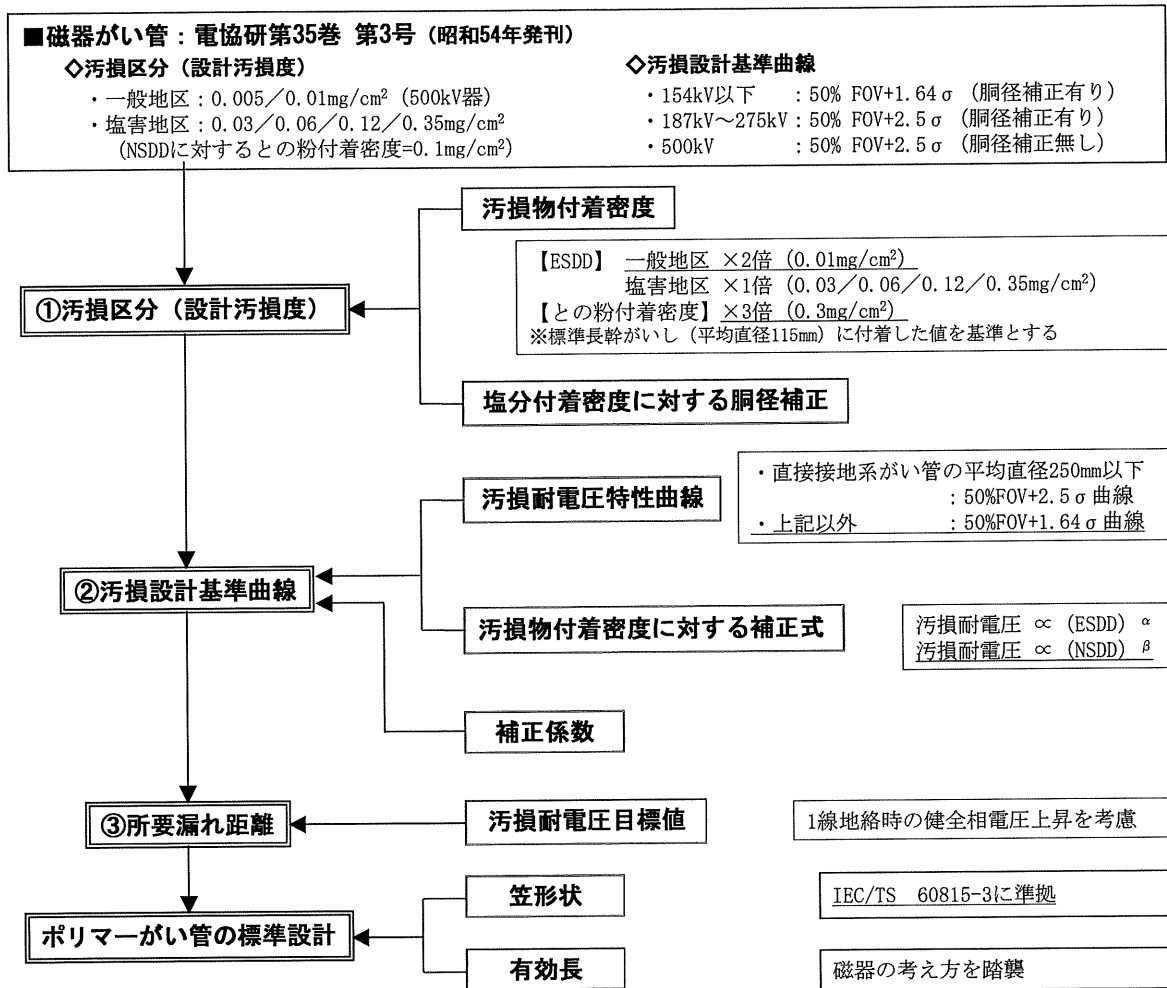 ■磁器がい管：電協研第35巻 第3号（昭和54年発刊）
◇汚損区分（設計汚損度）
・一般地区：0.005／0.01mg/cm²（500kV器）
・塩害地区：0.03／0.06／0.12／0.35mg/cm²
（NSDDに対するとの粉付着密度=0.1mg/cm²）
◇汚損設計基準曲線
・154kV以下　：50% FOV+1.64σ（胴径補正有り）
・187kV～275kV：50% FOV+2.5σ（胴径補正有り）
・500kV　：50% FOV+2.5σ（胴径補正無し）
汚損物付着密度
【ESDD】 一般地区 ×2倍（0.01mg/cm²）
塩害地区 ×1倍（0.03／0.06／0.12／0.35mg/cm²）
【との粉付着密度】×3倍（0.3mg/cm²）
※標準長幹がいし（平均直径115mm）に付着した値を基準とする
①汚損区分（設計汚損度）
塩分付着密度に対する胴径補正
汚損耐電圧特性曲線
・直接接地系がい管の平均直径250mm以下
：50%FOV+2.5σ曲線
・上記以外　：50%FOV+1.64σ曲線
②汚損設計基準曲線
汚損物付着密度に対する補正式
汚損耐電圧 ∝（ESDD）α
汚損耐電圧 ∝（NSDD）β
補正係数
③所要漏れ距離
汚損耐電圧目標値
1線地絡時の健全相電圧上昇を考慮
笠形状
IEC/TS 60815-3に準拠
ポリマーがい管の標準設計
有効長
磁器の考え方を踏襲